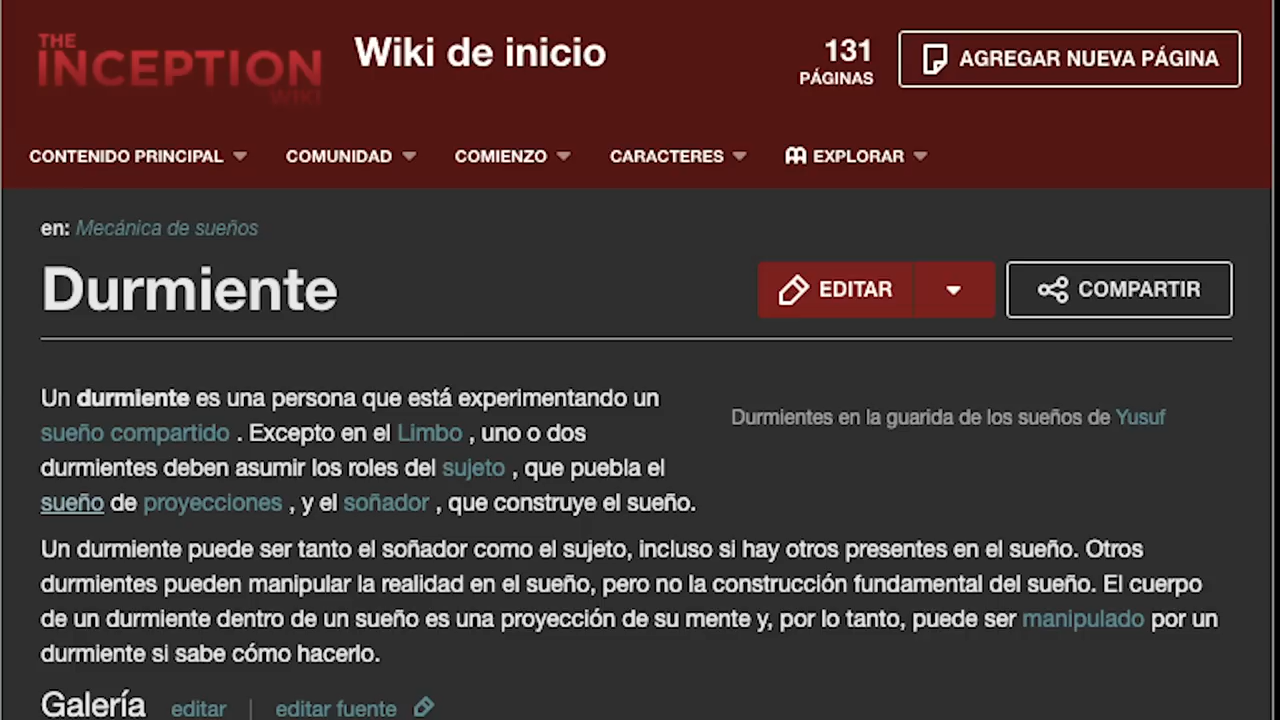 THE
INCEPTION
WIKI
Wiki de inicio
131
PÁGINAS
AGREGAR NUEVA PÁGINA
CONTENIDO PRINCIPAL
COMUNIDAD
COMIENZO
CARACTERES
EXPLORAR
en: Mecánica de sueños
Durmiente
EDITAR
COMPARTIR
Un durmiente es una persona que está experimentando un
sueño compartido . Excepto en el Limbo , uno o dos
durmientes deben asumir los roles del sujeto , que puebla el
sueño de proyecciones , y el soñador , que construye el sueño.
Durmientes en la guarida de los sueños de Yusuf
Un durmiente puede ser tanto el soñador como el sujeto, incluso si hay otros presentes en el sueño. Otros
durmientes pueden manipular la realidad en el sueño, pero no la construcción fundamental del sueño. El cuerpo
de un durmiente dentro de un sueño es una proyección de su mente y, por lo tanto, puede ser manipulado por un
durmiente si sabe cómo hacerlo.
Galería editar | editar fuente